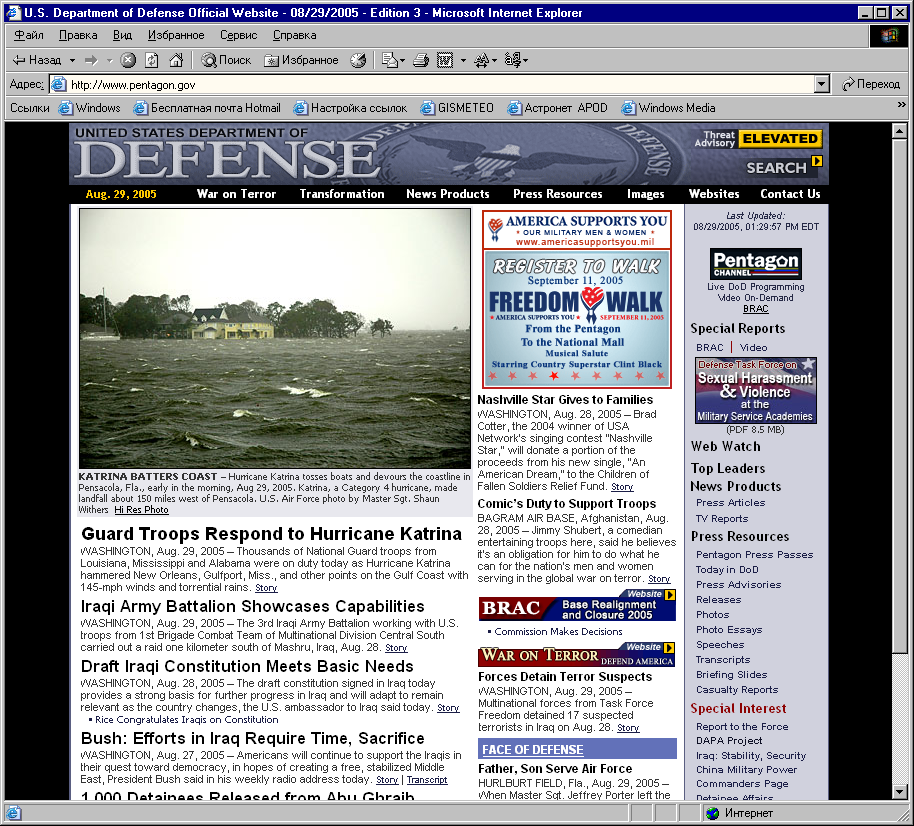 U.S. Department of Defense Official Website - 08/29/2005 - Edition 3 - Microsoft Internet Explorer
Файл Правка Вид Избранное Сервис Справка
Назад Поиск Избранное
Адрес: http://www.pentagon.gov Переход
Ссылки Windows Бесплатная почта Hotmail Настройка ссылок GISMETEO Астронет APOD Windows Media »
UNITED STATES DEPARTMENT OF
DEFENSE
Threat
Advisory ELEVATED
SEARCH
Aug. 29, 2005 War on Terror Transformation News Products Press Resources Images Websites Contact Us
KATRINA BATTERS COAST – Hurricane Katrina tosses boats and devours the coastline in
Pensacola, Fla., early in the morning, Aug 29, 2005. Katrina, a Category 4 hurricane, made
landfall about 150 miles west of Pensacola. U.S. Air Force photo by Master Sgt. Shaun
Withers Hi Res Photo
Guard Troops Respond to Hurricane Katrina
WASHINGTON, Aug. 29, 2005 – Thousands of National Guard troops from
Louisiana, Mississippi and Alabama were on duty today as Hurricane Katrina
hammered New Orleans, Gulfport, Miss., and other points on the Gulf Coast with
145-mph winds and torrential rains. Story
Iraqi Army Battalion Showcases Capabilities
WASHINGTON, Aug. 29, 2005 – The 3rd Iraqi Army Battalion working with U.S.
troops from 1st Brigade Combat Team of Multinational Division Central South
carried out a raid one kilometer south of Mashru, Iraq, Aug. 28. Story
Draft Iraqi Constitution Meets Basic Needs
WASHINGTON, Aug. 28, 2005 – The draft constitution signed in Iraq today
provides a strong basis for further progress in Iraq and will adapt to remain
relevant as the country changes, the U.S. ambassador to Iraq said today. Story
• Rice Congratulates Iraqis on Constitution
Bush: Efforts in Iraq Require Time, Sacrifice
WASHINGTON, Aug. 27, 2005 – Americans will continue to support the Iraqis in
their quest toward democracy, in hopes of creating a free, stabilized Middle
East, President Bush said in his weekly radio address today. Story | Transcript
1,000 Detainees Released from Abu Ghraib
AMERICA SUPPORTS YOU
★ OUR MILITARY MEN & WOMEN ★
www.americasupportsyou.mil
REGISTER TO WALK
September 11, 2005
FREEDOM WALK
AMERICA SUPPORTS YOU ★ SEPTEMBER 11, 2005
From the Pentagon
To the National Mall
Musical Salute
Starring Country Superstar Clint Black
Nashville Star Gives to Families
WASHINGTON, Aug. 28, 2005 – Brad
Cotter, the 2004 winner of USA
Network's singing contest "Nashville
Star," will donate a portion of the
proceeds from his new single, "An
American Dream," to the Children of
Fallen Soldiers Relief Fund. Story
Comic's Duty to Support Troops
BAGRAM AIR BASE, Afghanistan, Aug.
28, 2005 – Jimmy Shubert, a comedian
entertaining troops here, said he believes
it's an obligation for him to do what he
can for the nation's men and women
serving in the global war on terror. Story
Website
BRAC Base Realignment
and Closure 2005
• Commission Makes Decisions
Website
WAR ON TERROR DEFEND AMERICA
Forces Detain Terror Suspects
WASHINGTON, Aug. 29, 2005 –
Multinational forces from Task Force
Freedom detained 17 suspected
terrorists in Iraq on Aug. 28. Story
FACE OF DEFENSE
Father, Son Serve Air Force
HURLBURT FIELD, Fla., Aug. 29, 2005 –
When Master Sgt. Jeffrey Porter left the
Last Updated:
08/29/2005, 01:29:57 PM EDT
Pentagon
CHANNEL
Live DoD Programming
Video On-Demand
BRAC
Special Reports
BRAC | Video
Defense Task Force on
Sexual Harassment
& Violence
at the
Military Service Academies
(PDF 8.5 MB)
Web Watch
Top Leaders
News Products
Press Articles
TV Reports
Press Resources
Pentagon Press Passes
Today in DoD
Press Advisories
Releases
Photos
Photo Essays
Speeches
Transcripts
Briefing Slides
Casualty Reports
Special Interest
Report to the Force
DAPA Project
Iraq: Stability, Security
China Military Power
Commanders Page
Detainee Affairs
Интернет